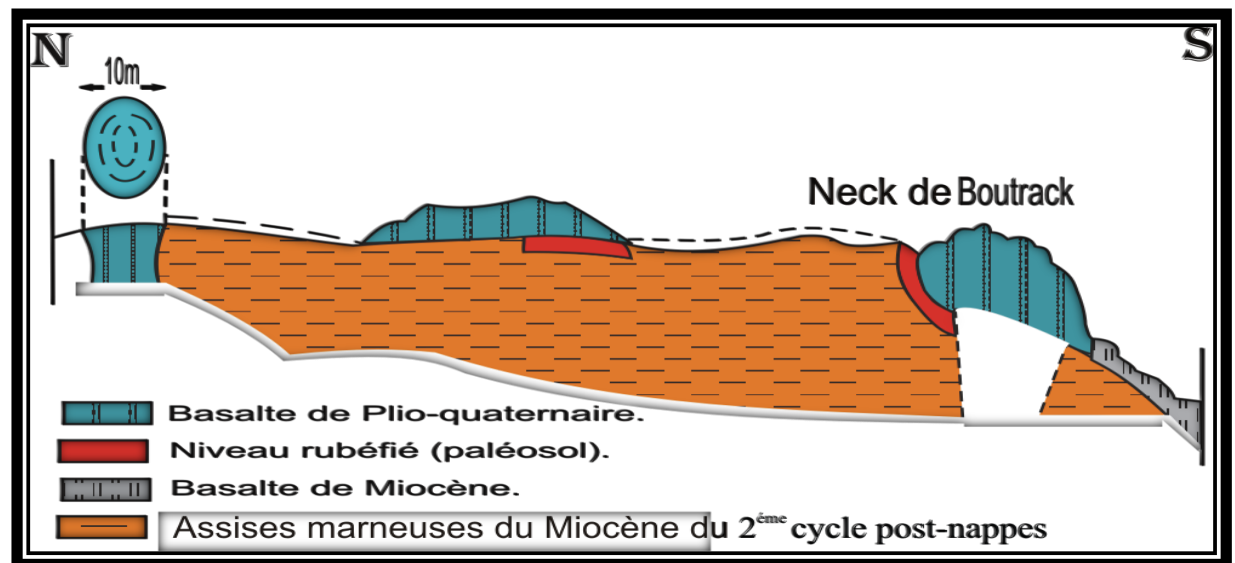 N
S
10m
Neck de Boutrack
Basalte de Plio-quaternaire.
Niveau rubéfié (paléosol).
Basalte de Miocène.
Assises marneuses du Miocène du 2éme cycle post-nappes